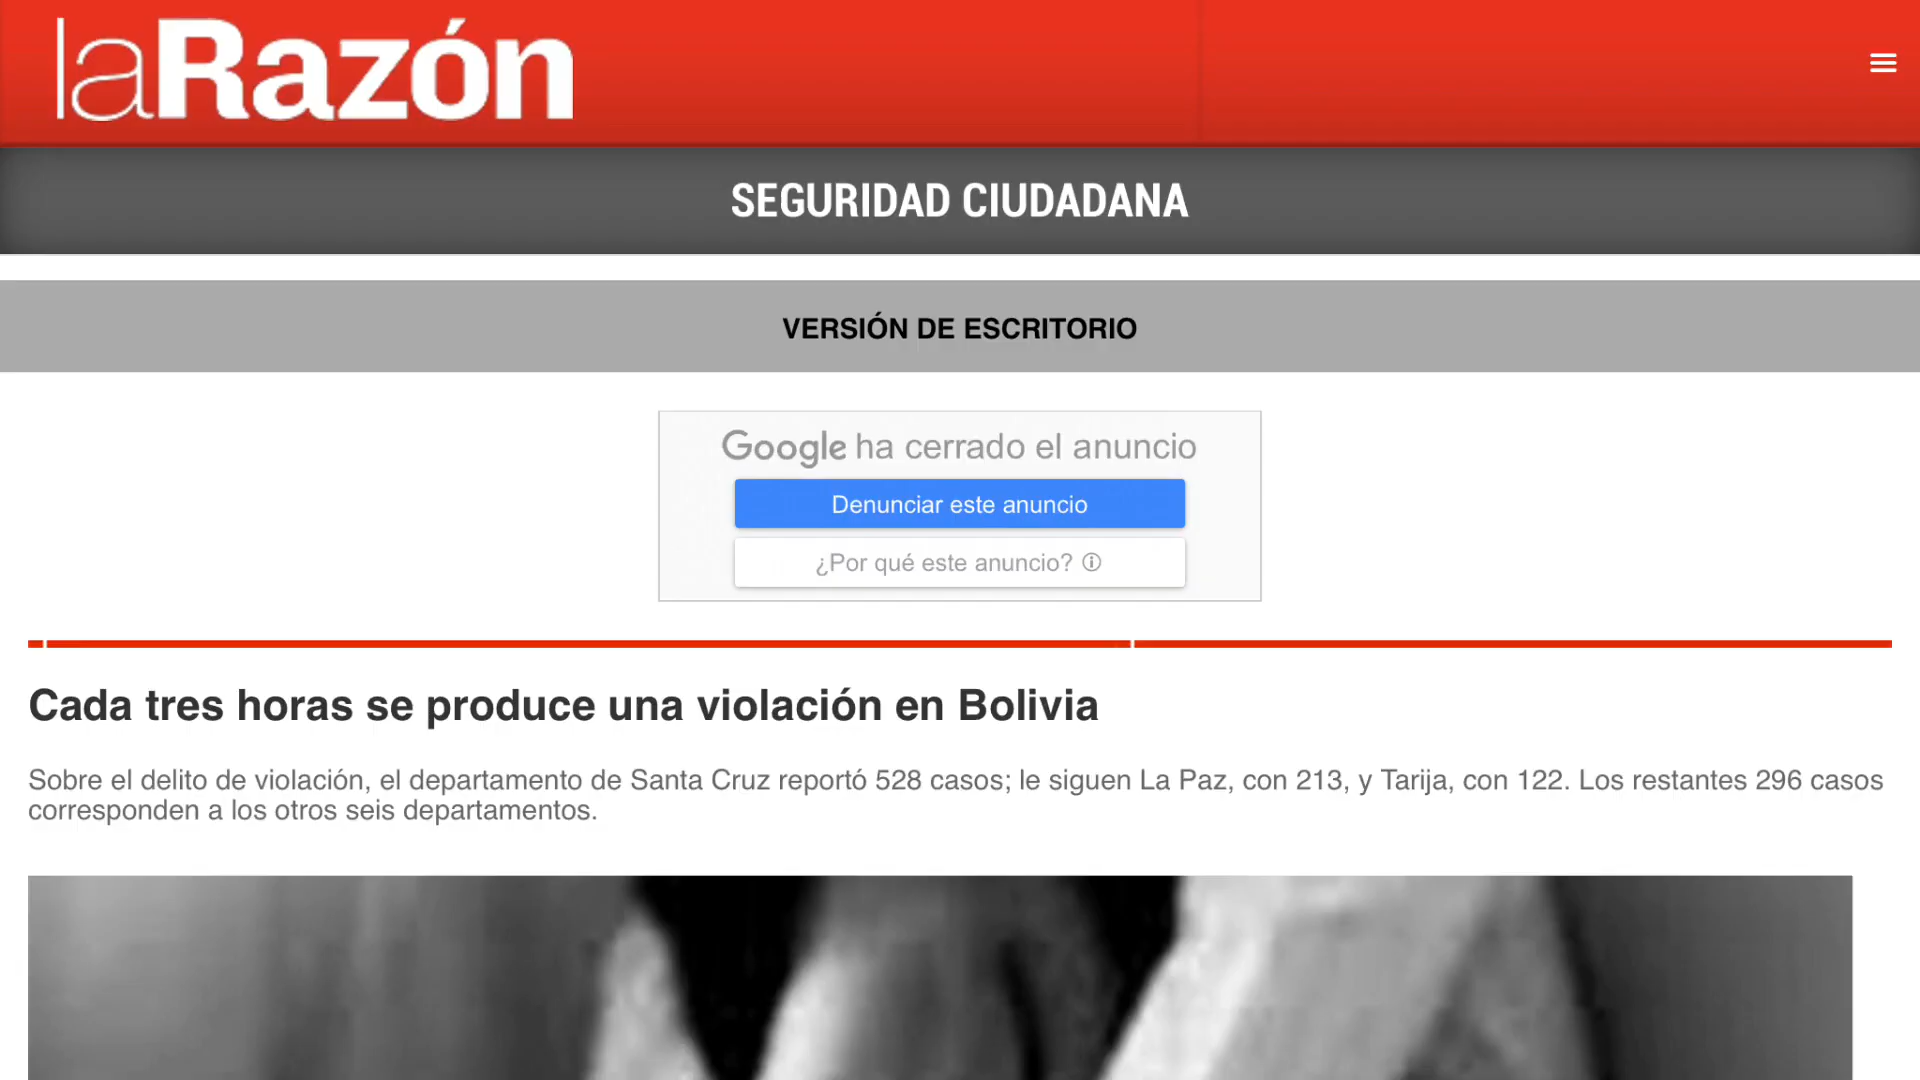 laRazón
SEGURIDAD CIUDADANA
VERSIÓN DE ESCRITORIO
Google ha cerrado el anuncio
Denunciar este anuncio
¿Por qué este anuncio?
Cada tres horas se produce una violación en Bolivia
Sobre el delito de violación, el departamento de Santa Cruz reportó 528 casos; le siguen La Paz, con 213, y Tarija, con 122. Los restantes 296 casos
corresponden a los otros seis departamentos.